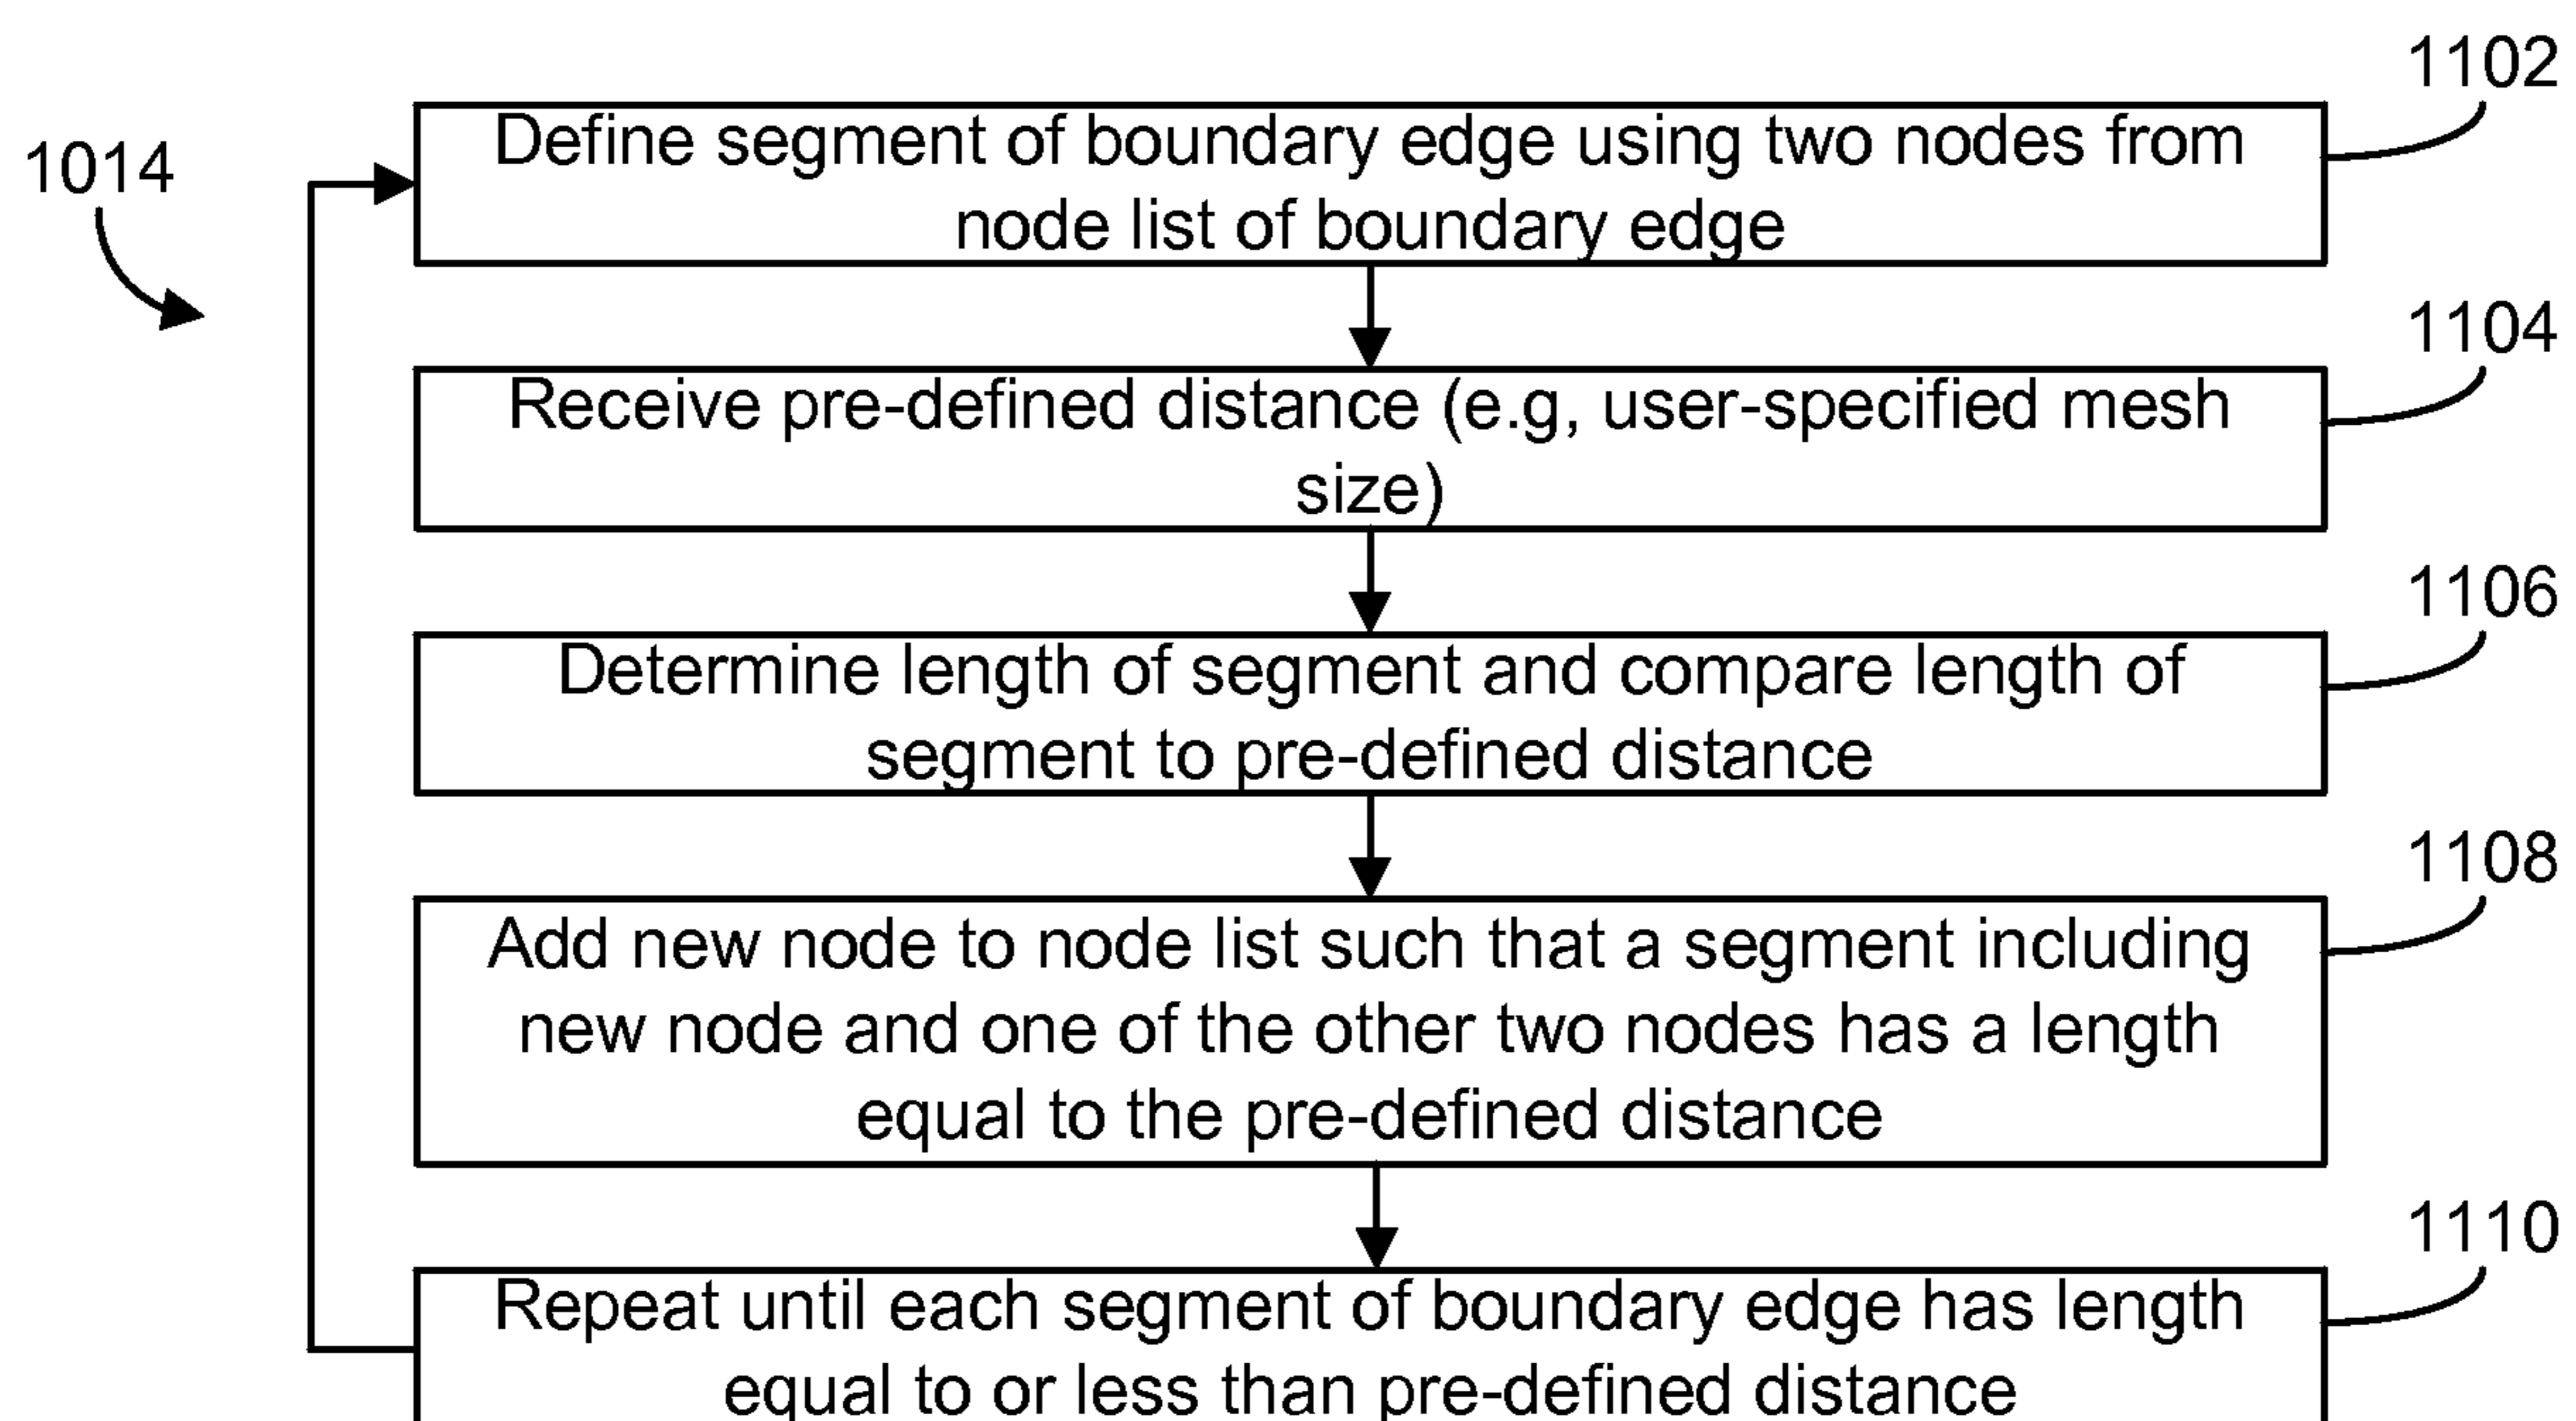 1102
1014
Define segment of boundary edge using two nodes from
node list of boundary edge
1104
Receive pre-defined distance (e.g, user-specified mesh
size)
1106
Determine length of segment and compare length of
segment to pre-defined distance
1108
Add new node to node list such that a segment including
new node and one of the other two nodes has a length
equal to the pre-defined distance
1110
Repeat until each segment of boundary edge has length
equal to or less than pre-defined distance